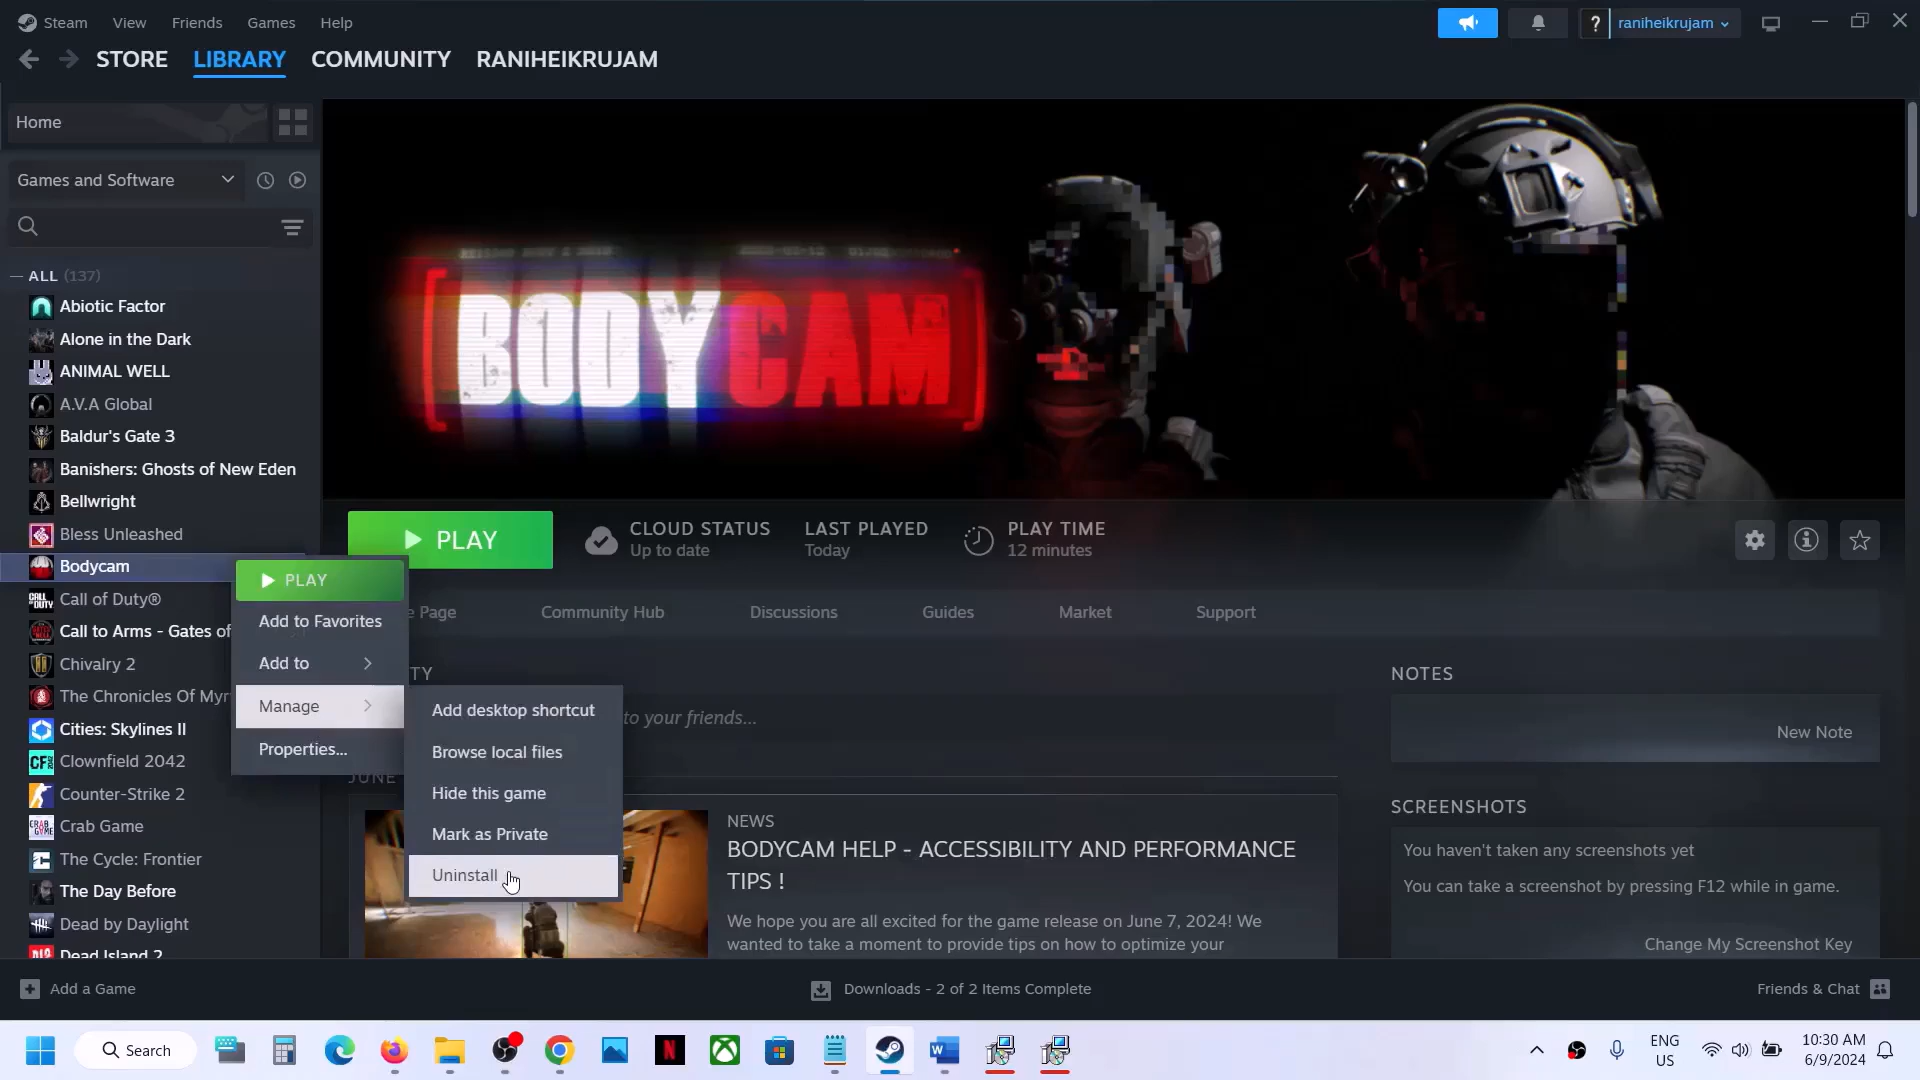 Steam View Friends Games Help
? raniheikrujam
STORE LIBRARY COMMUNITY RANIHEIKRUJAM
Home
Games and Software
ALL (137)
Abiotic Factor
Alone in the Dark
ANIMAL WELL
A.V.A Global
Baldur's Gate 3
Banishers: Ghosts of New Eden
Bellwright
Bless Unleashed
Bodycam
Call of Duty®
Call to Arms - Gates of
Chivalry 2
The Chronicles Of Myr
Cities: Skylines II
Clownfield 2042
Counter-Strike 2
Crab Game
The Cycle: Frontier
The Day Before
Dead by Daylight
Dead Island 2
PLAY
Add to Favorites
Add to
Manage
Properties...
Add desktop shortcut
Browse local files
Hide this game
Mark as Private
Uninstall
BODYCAM
PLAY
CLOUD STATUS
Up to date
LAST PLAYED
Today
PLAY TIME
12 minutes
Page Community Hub Discussions Guides Market Support
TY
to your friends...
JUNE
NEWS
BODYCAM HELP - ACCESSIBILITY AND PERFORMANCE
TIPS !
We hope you are all excited for the game release on June 7, 2024! We
wanted to take a moment to provide tips on how to optimize your
NOTES
New Note
SCREENSHOTS
You haven't taken any screenshots yet
You can take a screenshot by pressing F12 while in game.
Change My Screenshot Key
Add a Game
Downloads - 2 of 2 Items Complete
Friends & Chat
Search
ENG
US
10:30 AM
6/9/2024